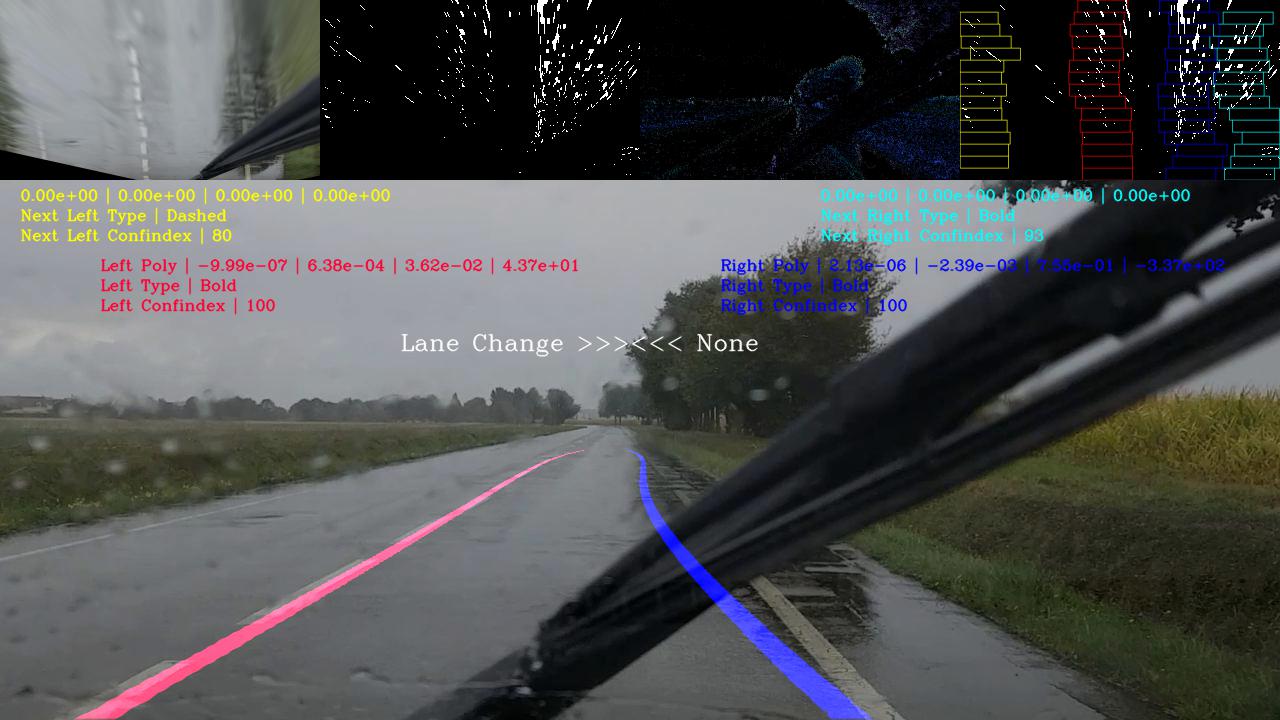 0.00e+00 | 0.00e+00 | 0.00e+00 | 0.00e+00
Next Left Type | Dashed
Next Left Confindex | 80
0.00e+00 | 0.00e+00 | 0.00e+00 | 0.00e+00
Next Right Type | Bold
Next Right Confindex | 93
Left Poly | −9.99e−07 | 6.38e−04 | 3.62e−02 | 4.37e+01
Left Type | Bold
Left Confindex | 100
Right Poly | 2.13e−06 | −2.39e−03 | 7.55e−01 | −3.37e+02
Right Type | Bold
Right Confindex | 100
Lane Change >>><<< None